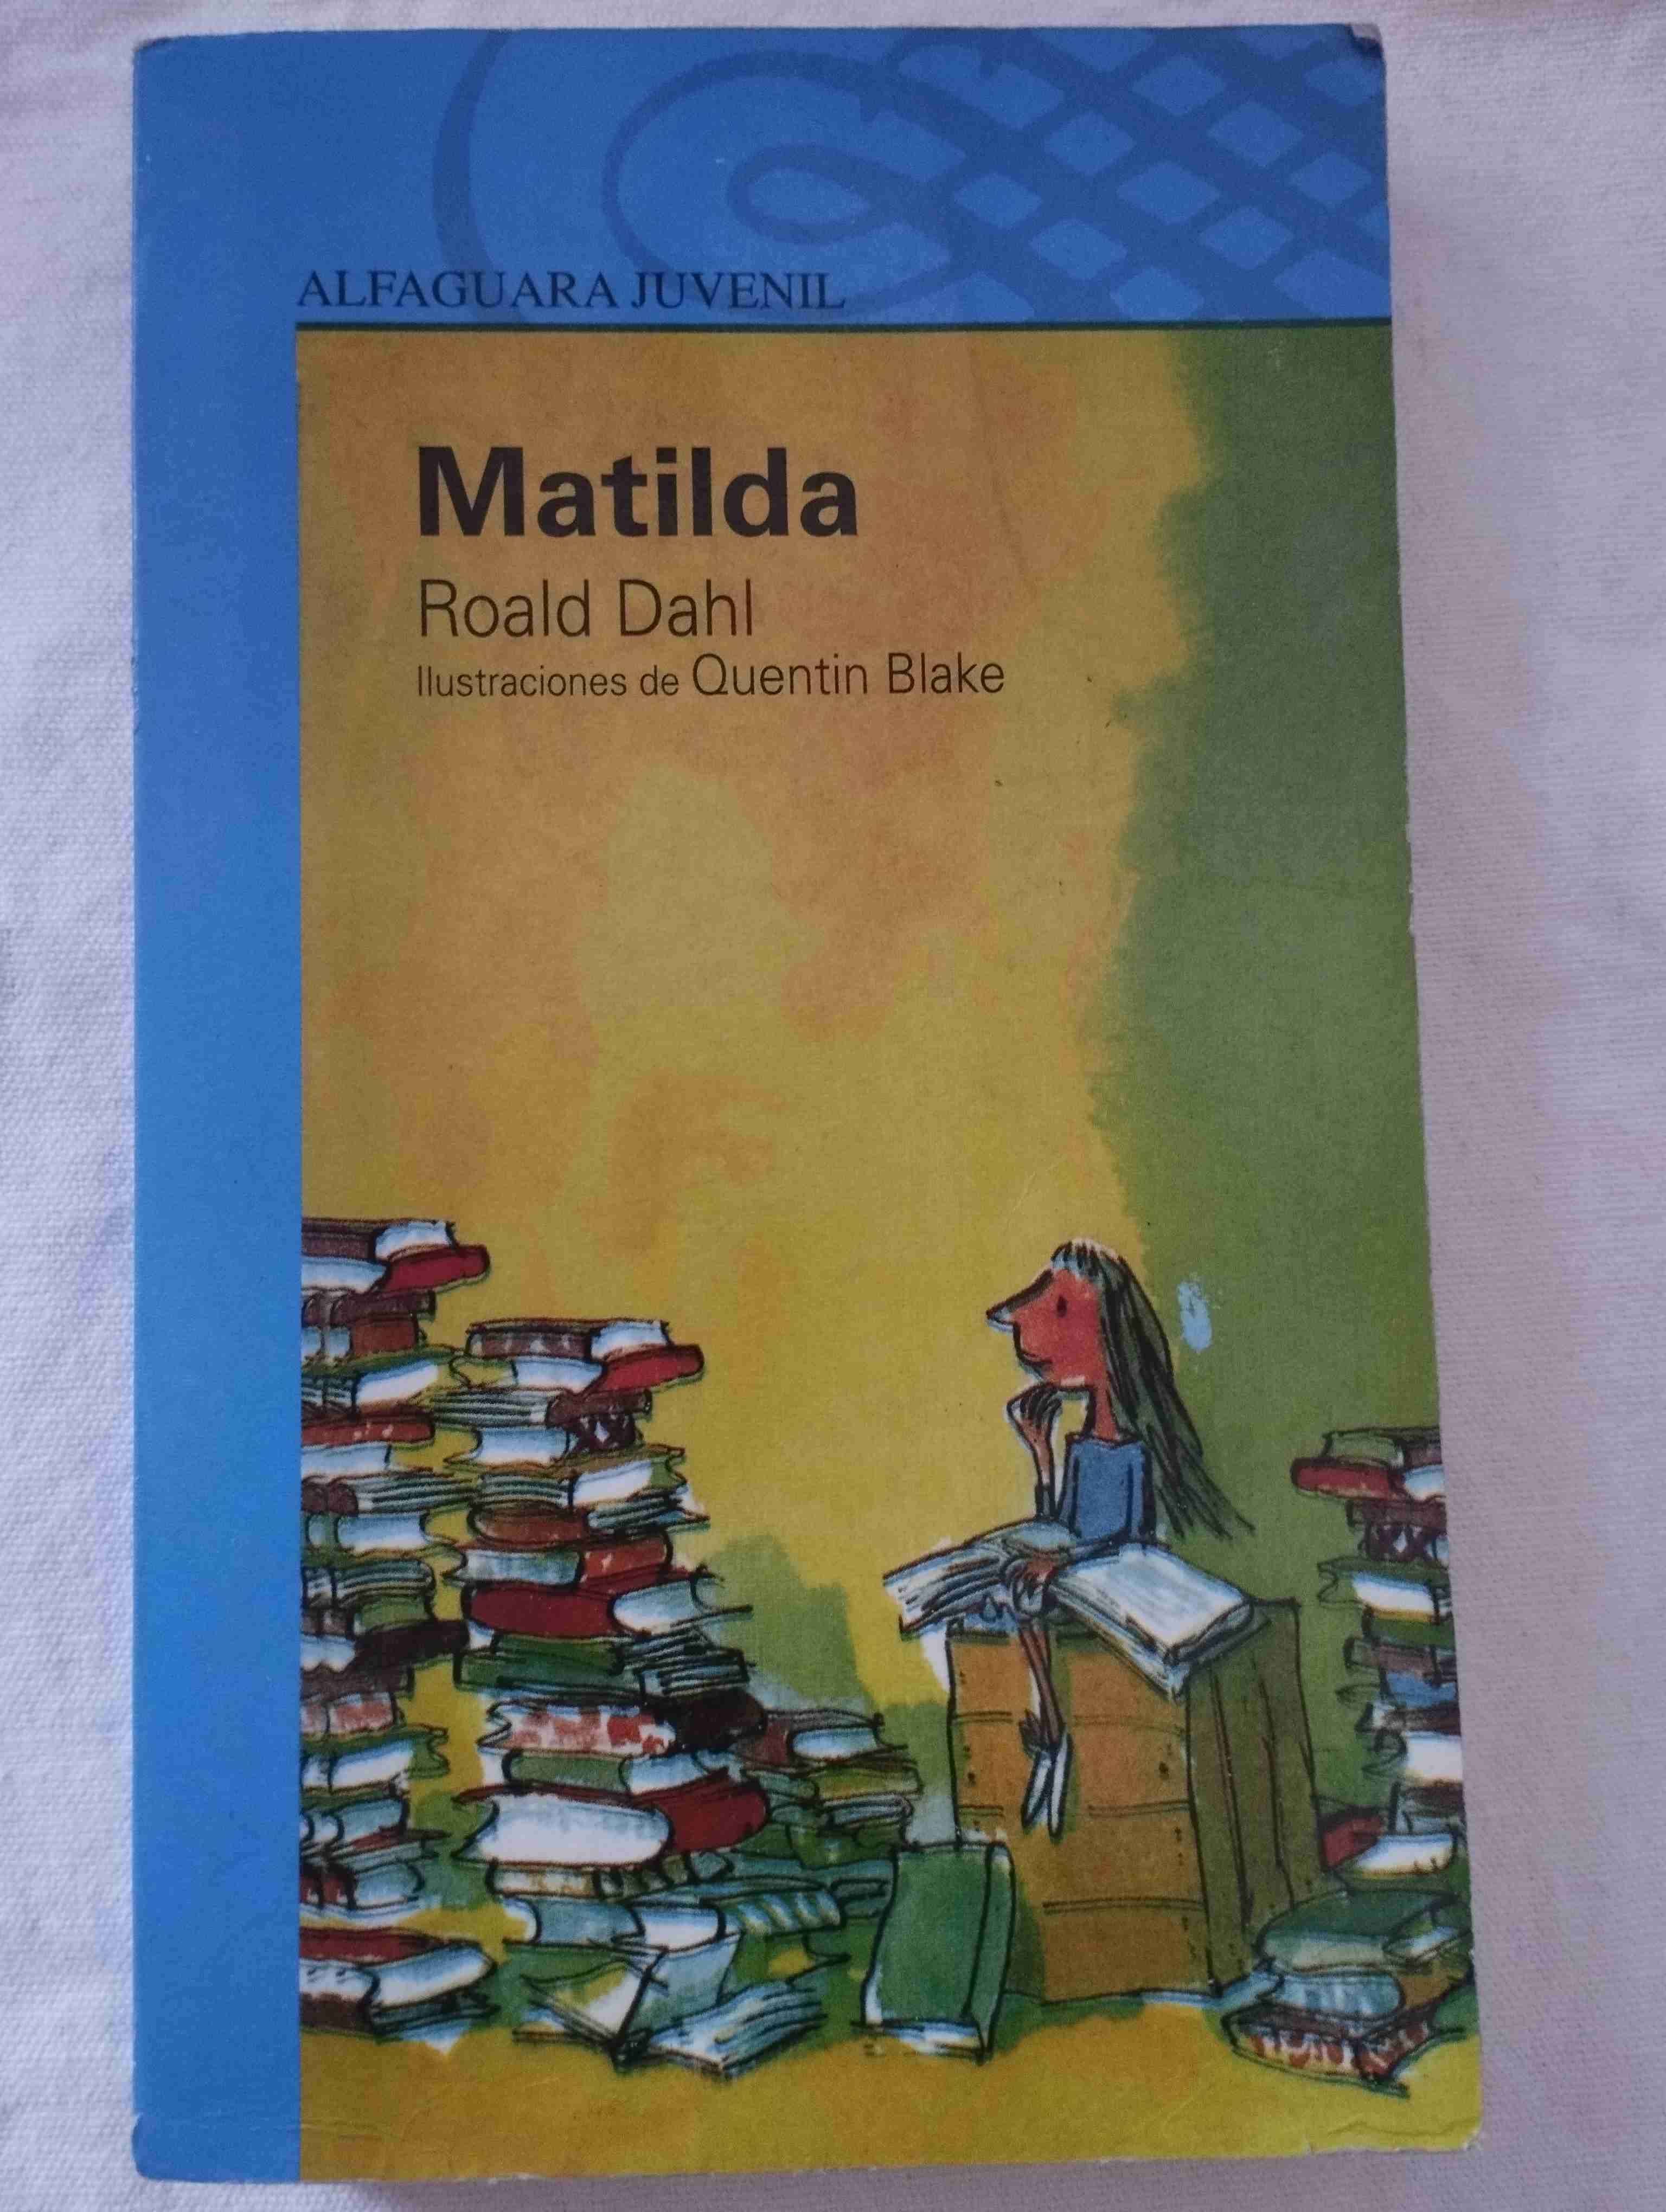 ALFAGUARA JUVENIL
Matilda
Roald Dahl
Ilustraciones de Quentin Blake